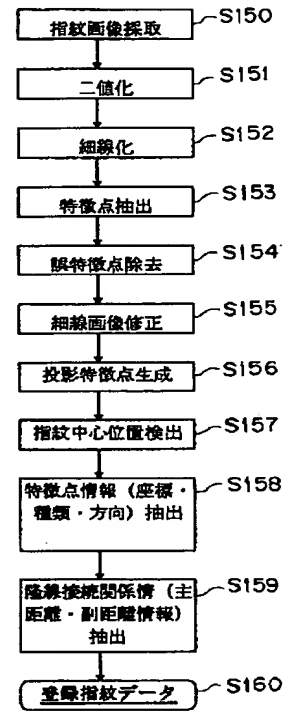 指紋画像採取
S150
二値化
S151
細線化
S152
特徴点抽出
S153
誤特徴点除去
S154
細線画像修正
S155
投影特徴点生成
S156
指紋中心位置検出
S157
特徴点情報（座標・
種類・方向）抽出
S158
隆線接続関係情（主
距離・副距離情報）
抽出
S159
登録指紋データ
S160